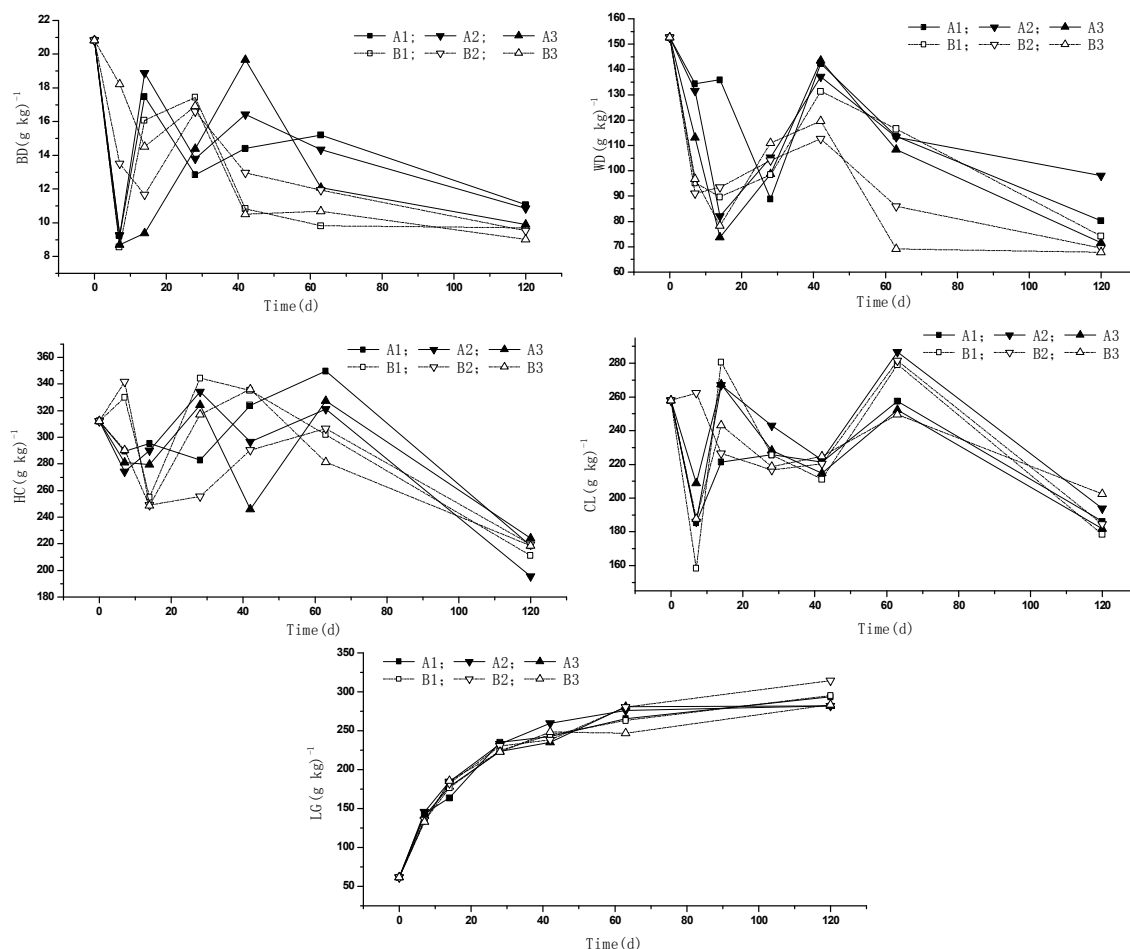 22
20
18
16
14
12
10
8
BD(g kg)-1
A1; A2; A3
B1; B2; B3
0 20 40 60 80 100 120
Time(d)
160
150
140
130
120
110
100
90
80
70
60
WD(g kg)-1
A1; A2; A3
B1; B2; B3
0 20 40 60 80 100 120
Time(d)
360
340
320
300
280
260
240
220
200
180
HC(g kg)-1
A1; A2; A3
B1; B2; B3
0 20 40 60 80 100 120
Time(d)
280
260
240
220
200
180
160
CL(g kg)-1
A1; A2; A3
B1; B2; B3
0 20 40 60 80 100 120
Time(d)
350
300
250
200
150
100
50
LG(g kg)-1
A1; A2; A3
B1; B2; B3
0 20 40 60 80 100 120
Time(d)